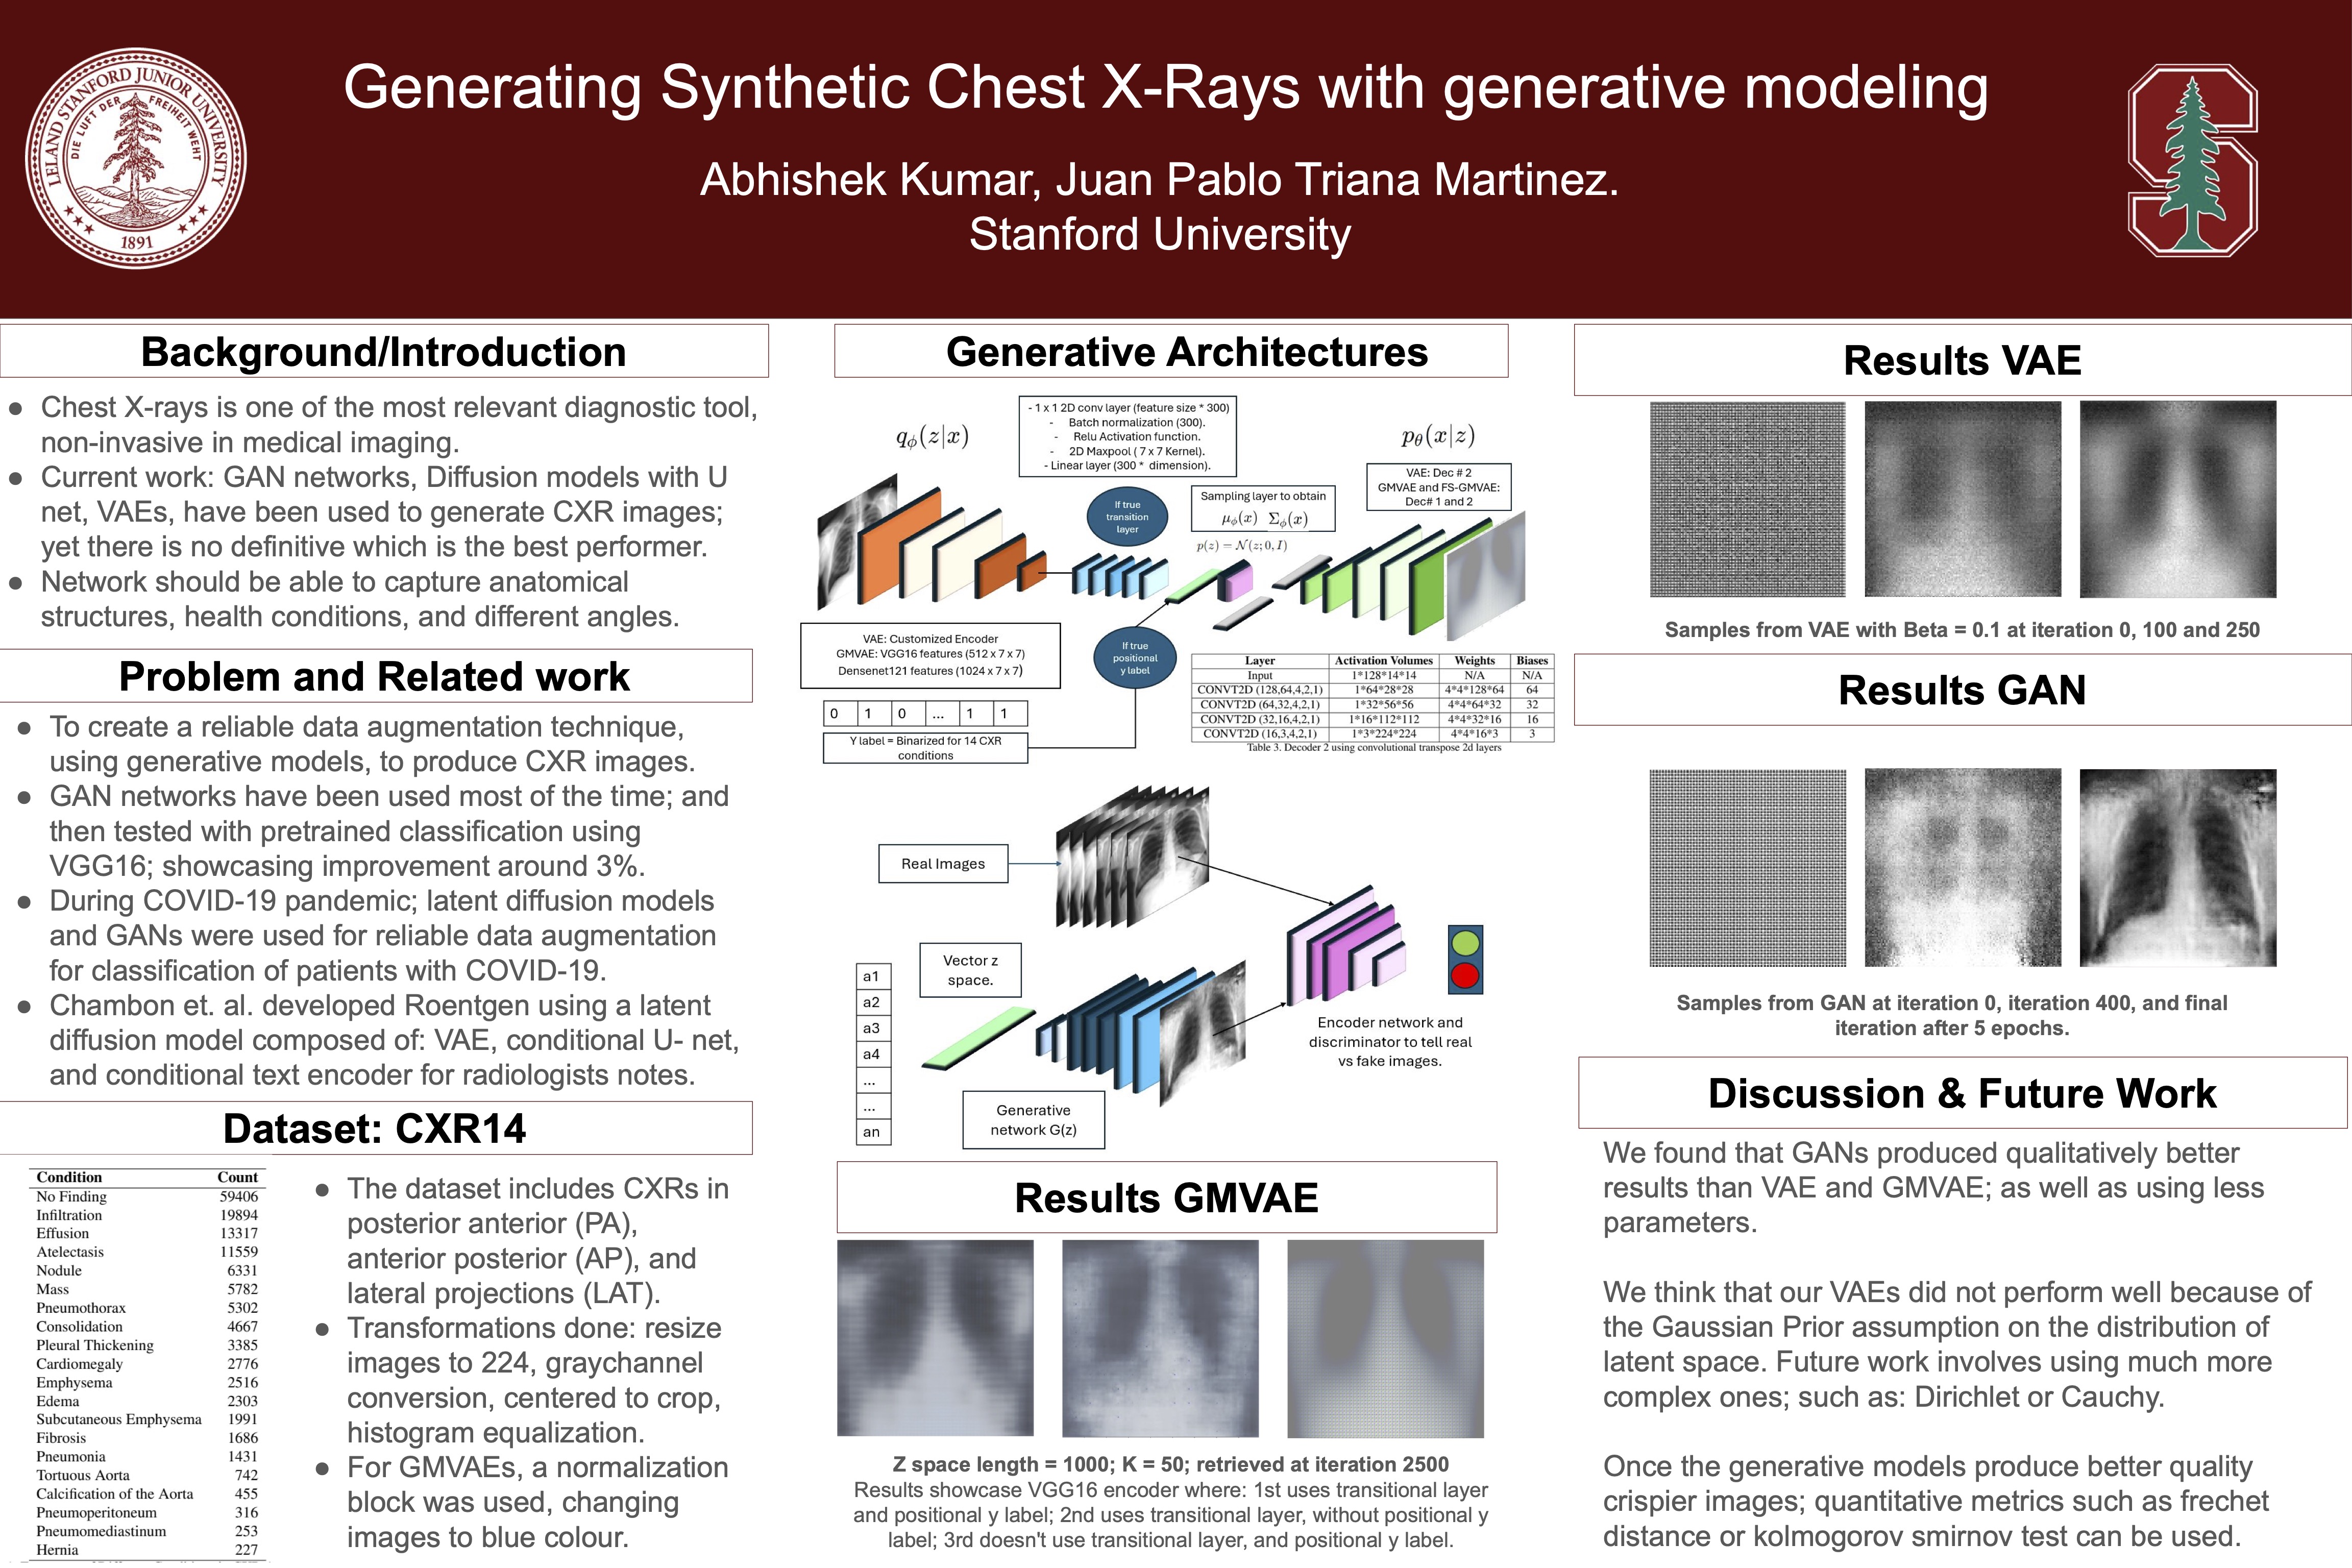 LELAND STANFORD JUNIOR UNIVERSITY
DIE LUFT DER FREIHEIT WEHT
1891
Generating Synthetic Chest X-Rays with generative modeling
Abhishek Kumar, Juan Pablo Triana Martinez.
Stanford University
Background/Introduction
● Chest X-rays is one of the most relevant diagnostic tool,
non-invasive in medical imaging.
● Current work: GAN networks, Diffusion models with U
net, VAEs, have been used to generate CXR images;
yet there is no definitive which is the best performer.
● Network should be able to capture anatomical
structures, health conditions, and different angles.
Problem and Related work
● To create a reliable data augmentation technique,
using generative models, to produce CXR images.
● GAN networks have been used most of the time; and
then tested with pretrained classification using
VGG16; showcasing improvement around 3%.
● During COVID-19 pandemic; latent diffusion models
and GANs were used for reliable data augmentation
for classification of patients with COVID-19.
● Chambon et. al. developed Roentgen using a latent
diffusion model composed of: VAE, conditional U- net,
and conditional text encoder for radiologists notes.
Dataset: CXR14
Condition Count
No Finding 59406
Infiltration 19894
Effusion 13317
Atelectasis 11559
Nodule 6331
Mass 5782
Pneumothorax 5302
Consolidation 4667
Pleural Thickening 3385
Cardiomegaly 2776
Emphysema 2516
Edema 2303
Subcutaneous Emphysema 1991
Fibrosis 1686
Pneumonia 1431
Tortuous Aorta 742
Calcification of the Aorta 455
Pneumoperitoneum 316
Pneumomediastinum 253
Hernia 227
● The dataset includes CXRs in
posterior anterior (PA),
anterior posterior (AP), and
lateral projections (LAT).
● Transformations done: resize
images to 224, graychannel
conversion, centered to crop,
histogram equalization.
● For GMVAEs, a normalization
block was used, changing
images to blue colour.
Generative Architectures
qϕ(z|x)
- 1 x 1 2D conv layer (feature size * 300)
- Batch normalization (300).
- Relu Activation function.
- 2D Maxpool ( 7 x 7 Kernel).
- Linear layer (300 * dimension).
pθ(x|z)
VAE: Dec # 2
GMVAE and FS-GMVAE:
Dec# 1 and 2
If true
transition
layer
Sampling layer to obtain
μϕ(x) Σϕ(x)
p(z) = N(z; 0, I)
VAE: Customized Encoder
GMVAE: VGG16 features (512 x 7 x 7)
Densenet121 features (1024 x 7 x 7)
If true
positional
y label
0 1 0 ... 1 1
Y label = Binarized for 14 CXR
conditions
Layer Activation Volumes Weights Biases
Input 1*128*14*14 N/A N/A
CONVT2D (128,64,4,2,1) 1*64*28*28 4*4*128*64 64
CONVT2D (64,32,4,2,1) 1*32*56*56 4*4*64*32 32
CONVT2D (32,16,4,2,1) 1*16*112*112 4*4*32*16 16
CONVT2D (16,3,4,2,1) 1*3*224*224 4*4*16*3 3
Table 3. Decoder 2 using convolutional transpose 2d layers
Real Images
Vector z
space.
a1
a2
a3
a4
...
...
an
Generative
network G(z)
Encoder network and
discriminator to tell real
vs fake images.
Results GMVAE
Z space length = 1000; K = 50; retrieved at iteration 2500
Results showcase VGG16 encoder where: 1st uses transitional layer
and positional y label; 2nd uses transitional layer, without positional y
label; 3rd doesn't use transitional layer, and positional y label.
Results VAE
Samples from VAE with Beta = 0.1 at iteration 0, 100 and 250
Results GAN
Samples from GAN at iteration 0, iteration 400, and final
iteration after 5 epochs.
Discussion & Future Work
We found that GANs produced qualitatively better
results than VAE and GMVAE; as well as using less
parameters.
We think that our VAEs did not perform well because of
the Gaussian Prior assumption on the distribution of
latent space. Future work involves using much more
complex ones; such as: Dirichlet or Cauchy.
Once the generative models produce better quality
crispier images; quantitative metrics such as frechet
distance or kolmogorov smirnov test can be used.